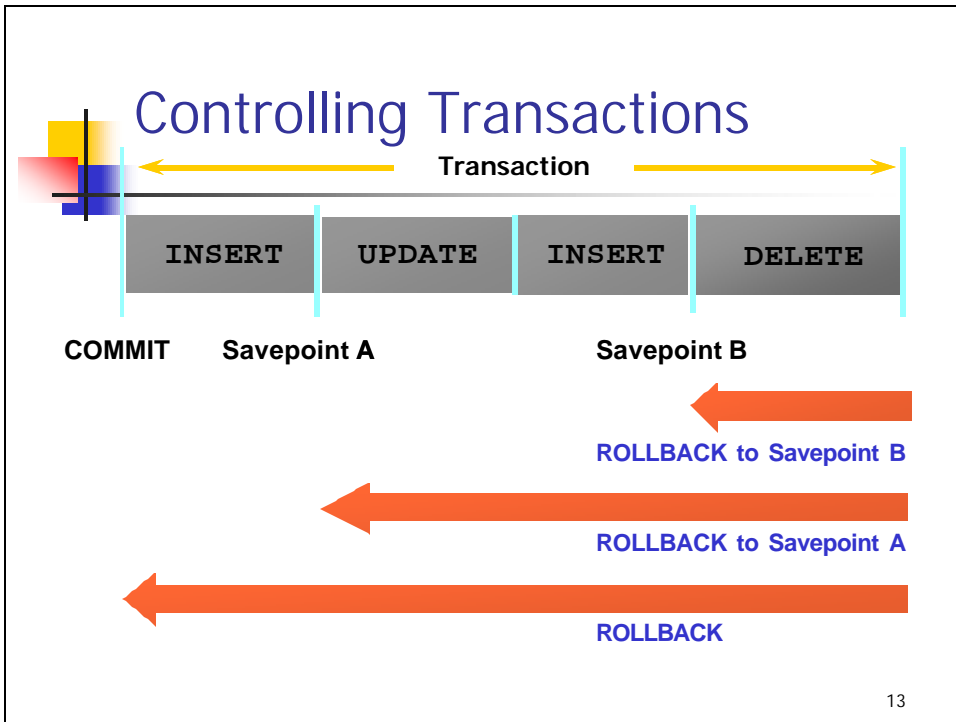 Controlling Transactions
Transaction
INSERT UPDATE INSERT DELETE
COMMIT Savepoint A Savepoint B
ROLLBACK to Savepoint B
ROLLBACK to Savepoint A
ROLLBACK
13